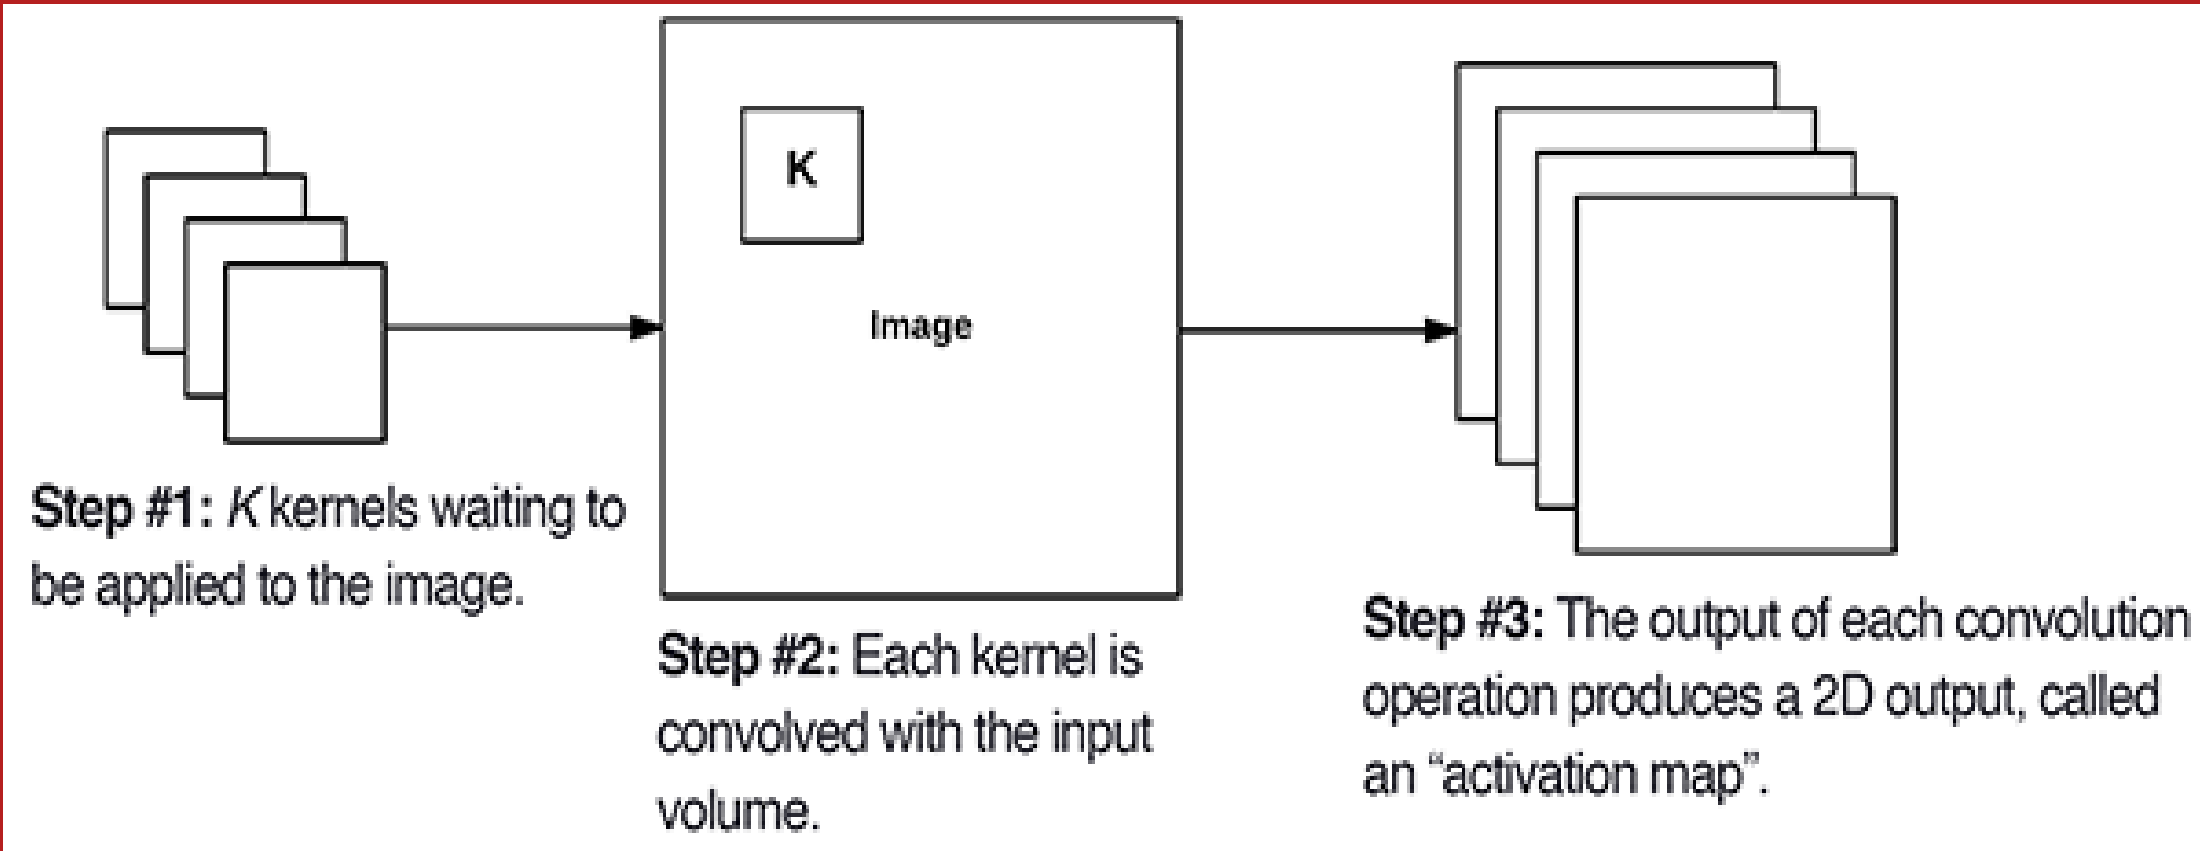 K
Image
Step #1: K kernels waiting to
be applied to the image.
Step #2: Each kernel is
convolved with the input
volume.
Step #3: The output of each convolution
operation produces a 2D output, called
an “activation map”.